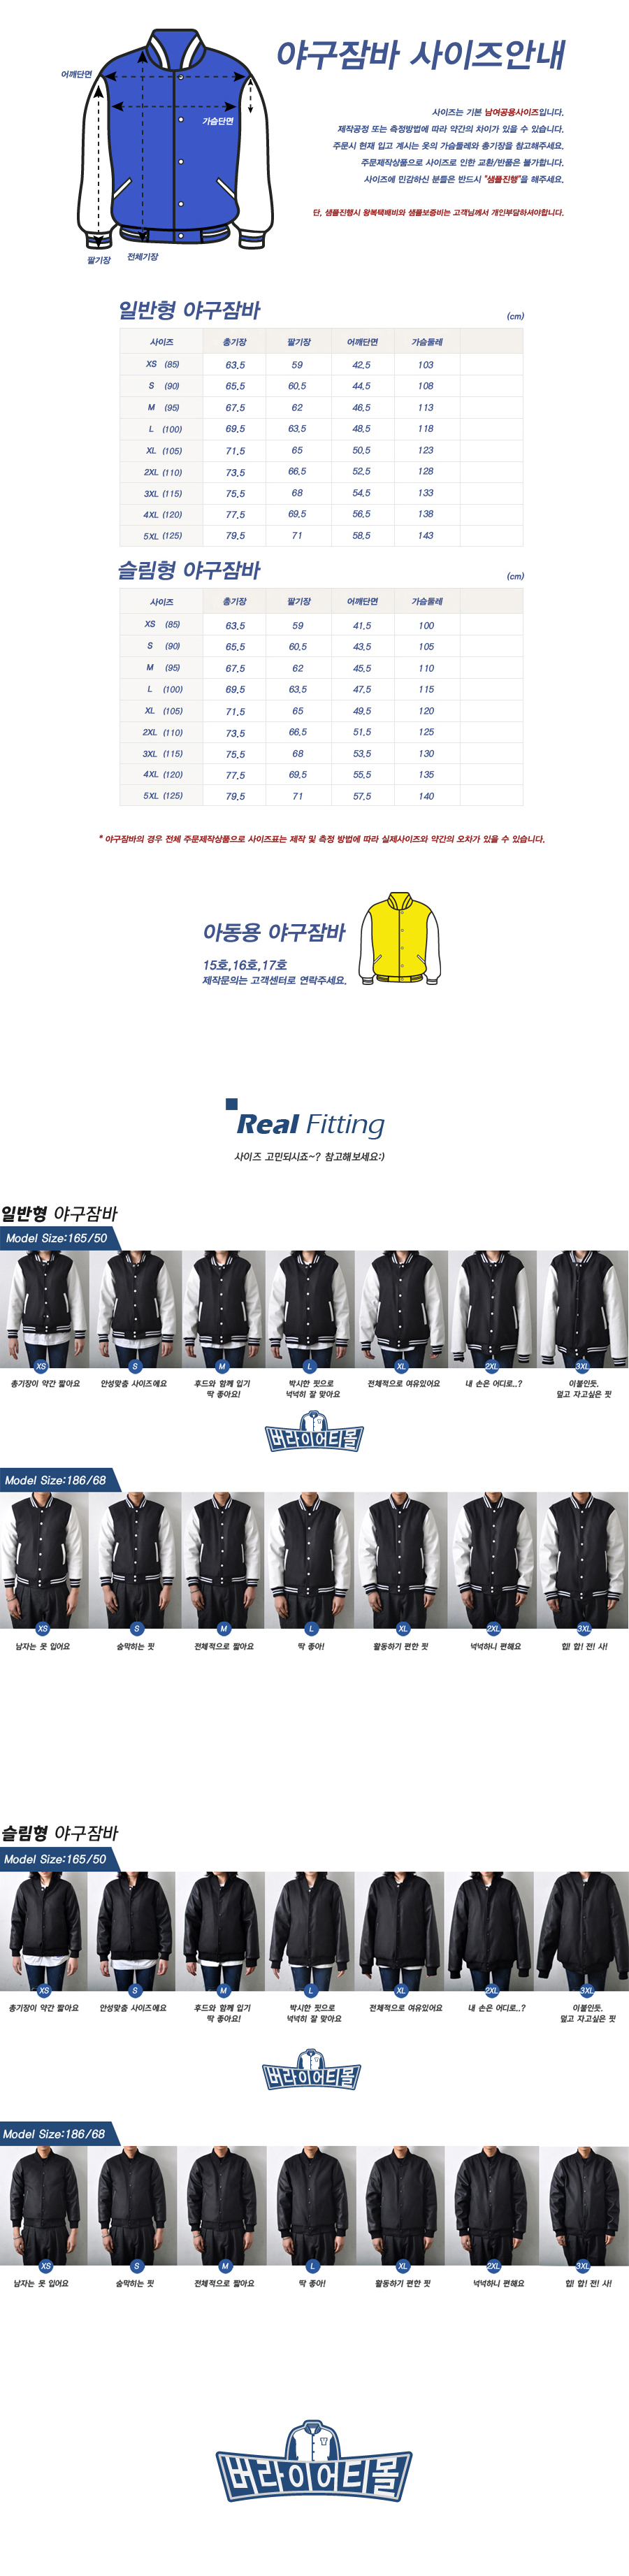 야구잠바 사이즈안내
어깨단면
가슴단면
팔기장
전체기장
사이즈는 기본 남여공용사이즈입니다.
제작공정 또는 측정방법에 따라 약간의 차이가 있을 수 있습니다.
주문시 현재 입고 계시는 옷의 가슴둘레와 총기장을 참고해주세요.
주문제작상품으로 사이즈로 인한 교환/반품은 불가합니다.
사이즈에 민감하신 분들은 반드시 "샘플진행"을 해주세요.
단, 샘플진행시 왕복택배비와 샘플보증비는 고객님께서 개인부담하셔야합니다.
일반형 야구잠바 (cm)
사이즈 총기장 팔기장 어깨단면 가슴둘레
XS (85) 63.5 59 42.5 103
S (90) 65.5 60.5 44.5 108
M (95) 67.5 62 46.5 113
L (100) 69.5 63.5 48.5 118
XL (105) 71.5 65 50.5 123
2XL (110) 73.5 66.5 52.5 128
3XL (115) 75.5 68 54.5 133
4XL (120) 77.5 69.5 56.5 138
5XL (125) 79.5 71 58.5 143
슬림형 야구잠바 (cm)
사이즈 총기장 팔기장 어깨단면 가슴둘레
XS (85) 63.5 59 41.5 100
S (90) 65.5 60.5 43.5 105
M (95) 67.5 62 45.5 110
L (100) 69.5 63.5 47.5 115
XL (105) 71.5 65 49.5 120
2XL (110) 73.5 66.5 51.5 125
3XL (115) 75.5 68 53.5 130
4XL (120) 77.5 69.5 55.5 135
5XL (125) 79.5 71 57.5 140
* 야구잠바의 경우 전체 주문제작상품으로 사이즈표는 제작 및 측정 방법에 따라 실제사이즈와 약간의 오차가 있을 수 있습니다.
아동용 야구잠바
15호,16호,17호
제작문의는 고객센터로 연락주세요.
Real Fitting
사이즈 고민되시죠~? 참고해보세요:)
일반형 야구잠바
Model Size:165/50
XS S M L XL 2XL 3XL
총기장이 약간 짧아요 안성맞춤 사이즈에요 후드와 함께 입기 박시한 핏으로 전체적으로 여유있어요 내 손은 어디로..? 이불인듯.
딱 좋아요! 넉넉히 잘 맞아요 덮고 자고싶은 핏
버라이어티몰
Model Size:186/68
XS S M L XL 2XL 3XL
남자는 못 입어요 숨막히는 핏 전체적으로 짧아요 딱 좋아! 활동하기 편한 핏 넉넉하니 편해요 힙! 합! 전! 사!
슬림형 야구잠바
Model Size:165/50
XS S M L XL 2XL 3XL
총기장이 약간 짧아요 안성맞춤 사이즈에요 후드와 함께 입기 박시한 핏으로 전체적으로 여유있어요 내 손은 어디로..? 이불인듯.
딱 좋아요! 넉넉히 잘 맞아요 덮고 자고싶은 핏
버라이어티몰
Model Size:186/68
XS S M L XL 2XL 3XL
남자는 못 입어요 숨막히는 핏 전체적으로 짧아요 딱 좋아! 활동하기 편한 핏 넉넉하니 편해요 힙! 합! 전! 사!
버라이어티몰